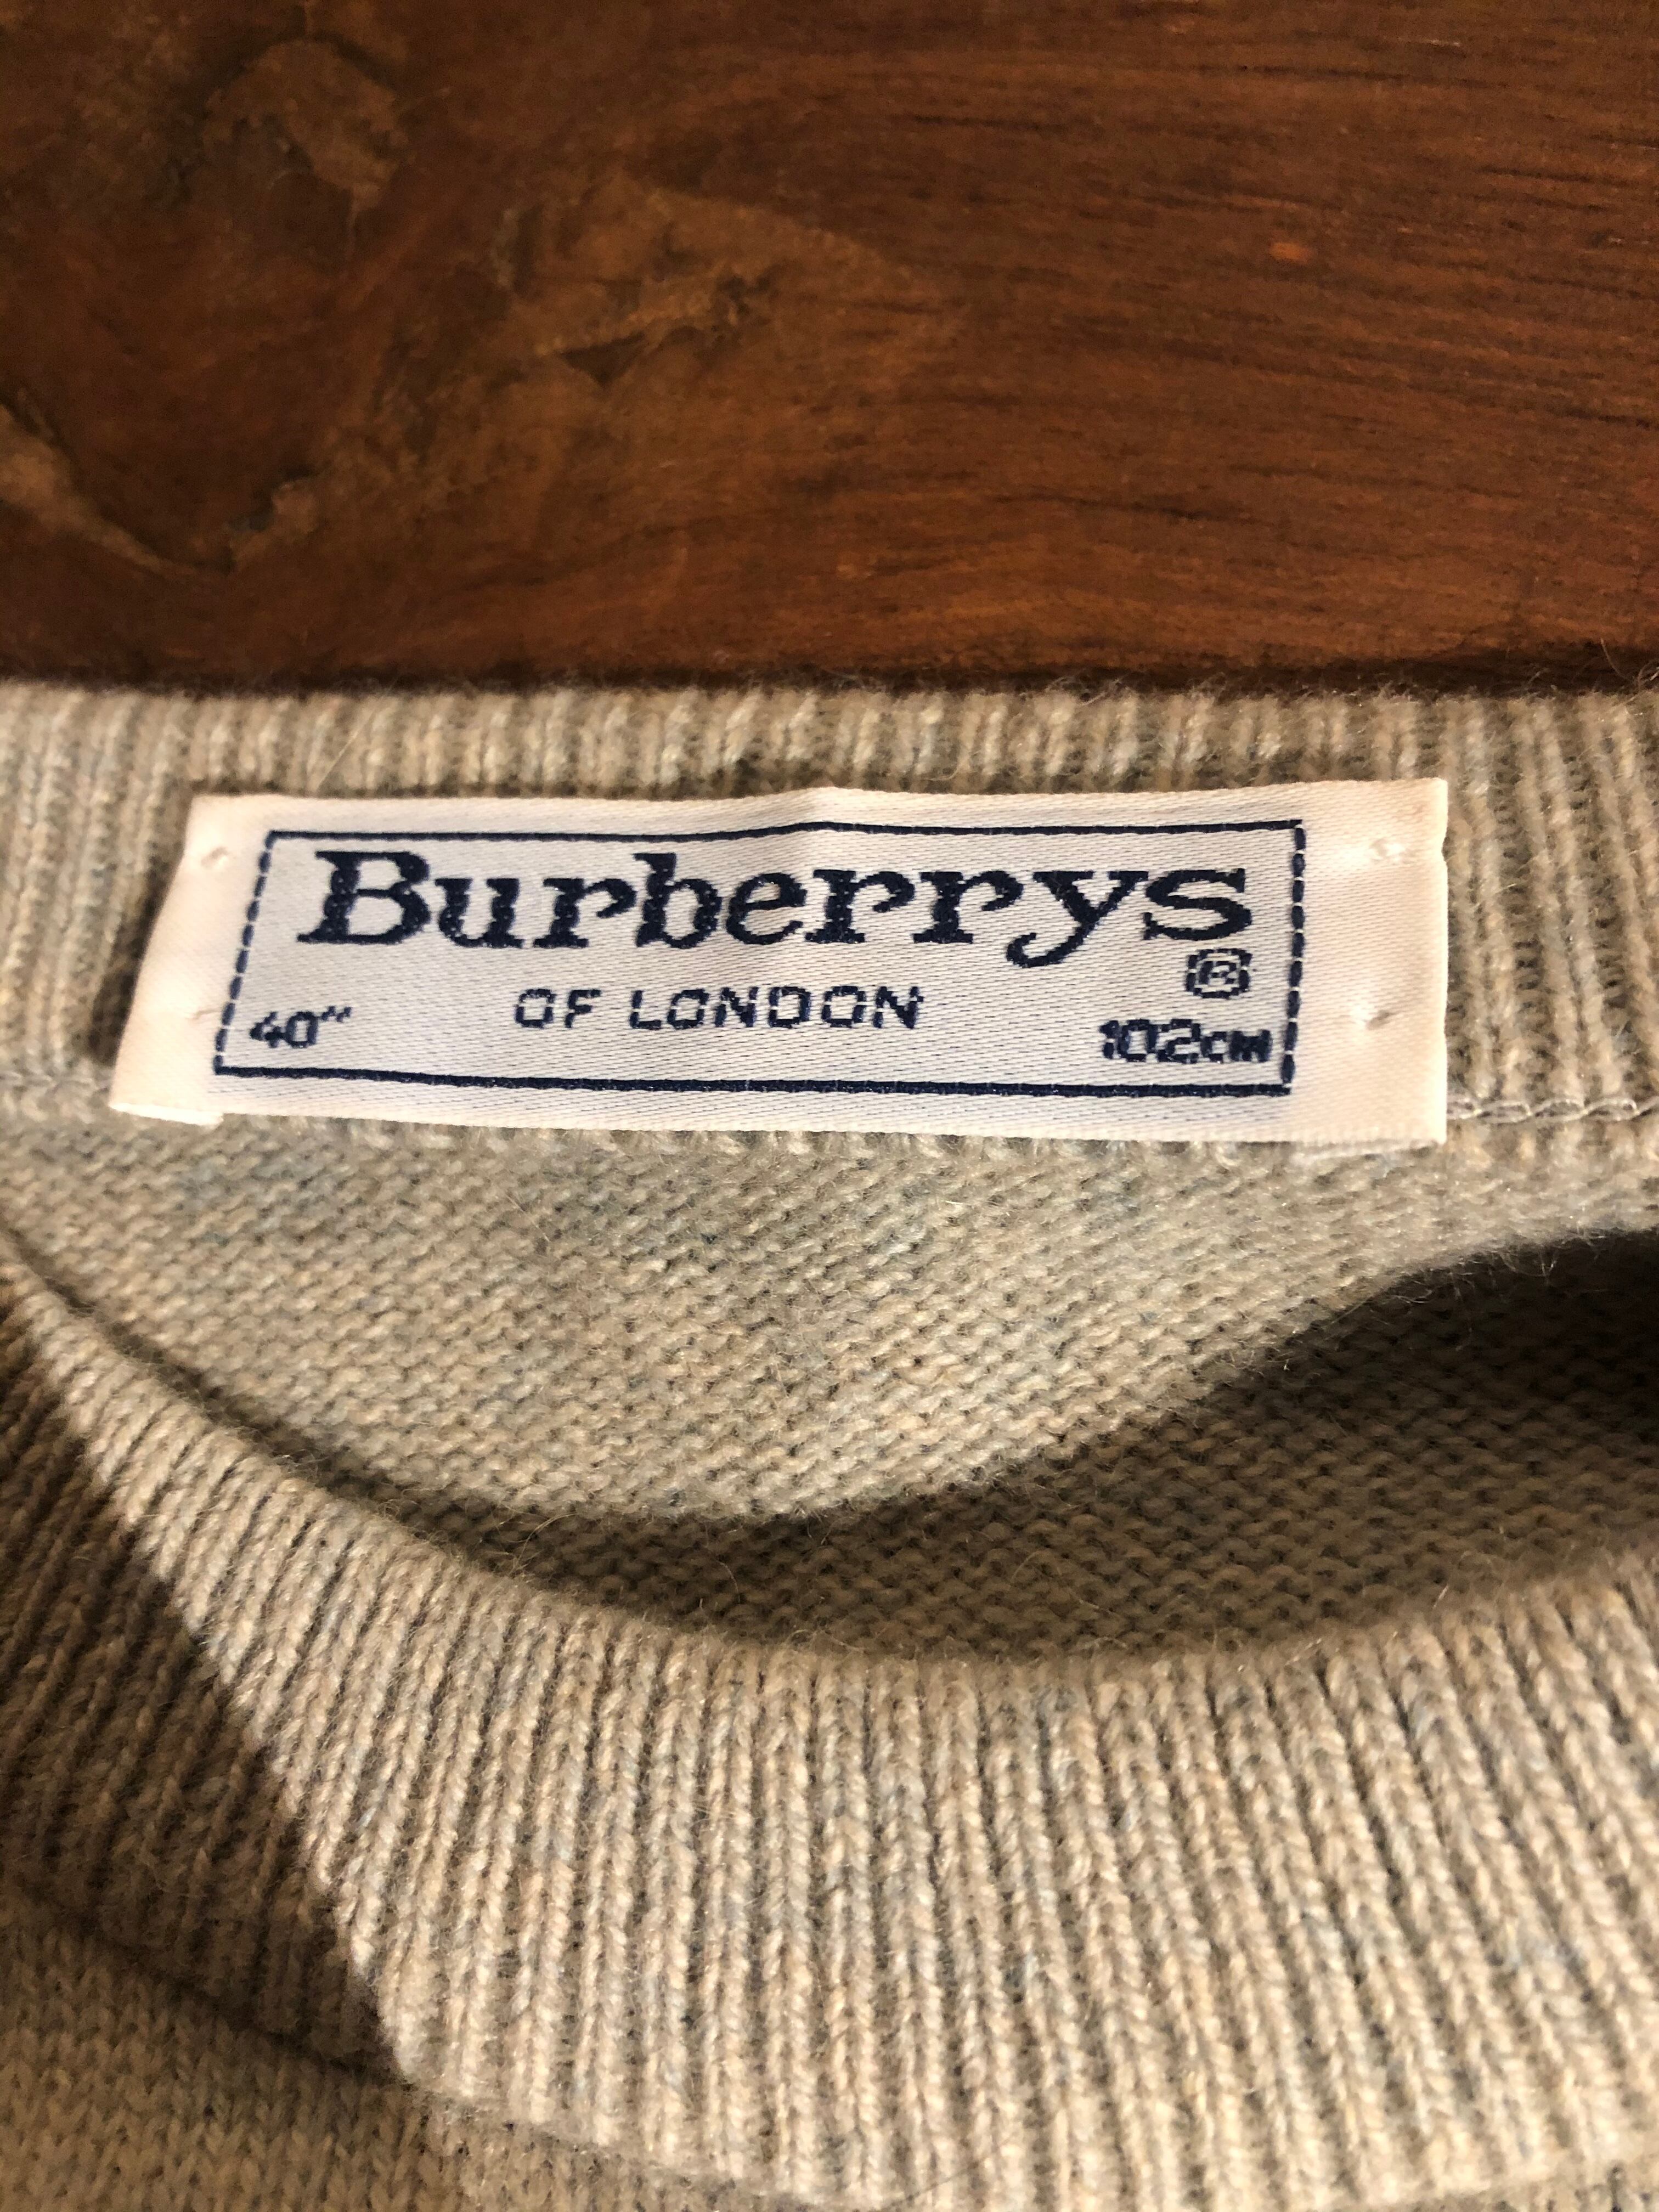 Burberrys
®
OF LONDON
40" 102cm